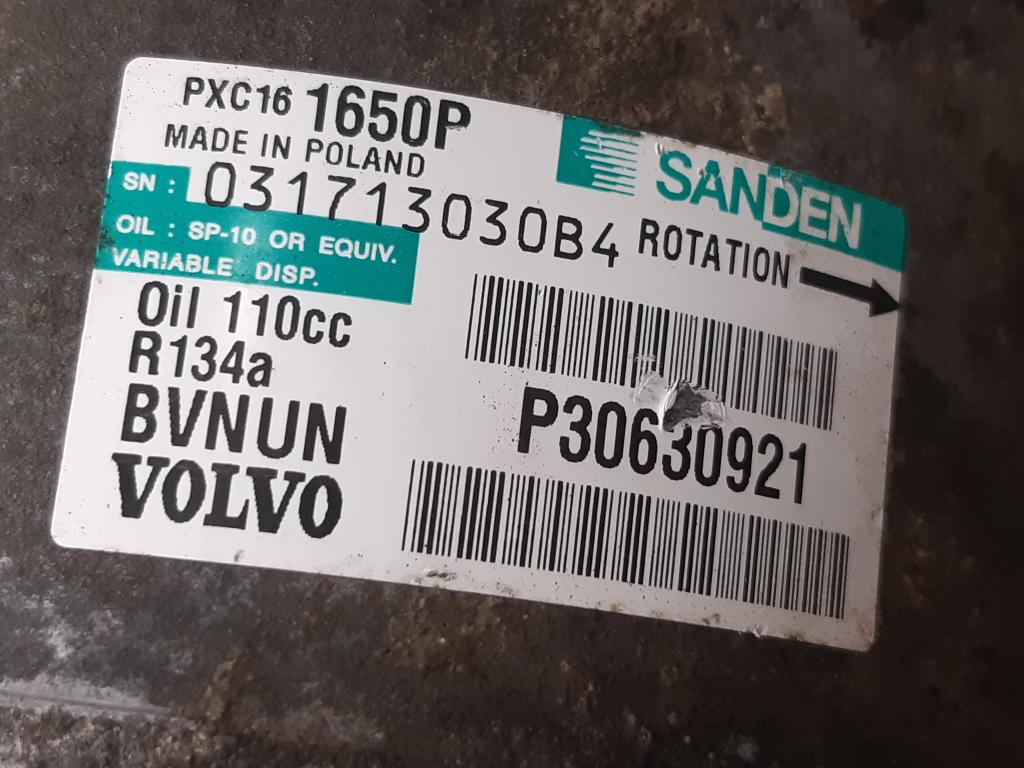 PXC16 1650P
MADE IN POLAND
SANDEN
SN : 031713030B4
ROTATION
OIL : SP-10 OR EQUIV.
VARIABLE DISP.
Oil 110cc
R134a
BVNUN
P30630921
VOLVO